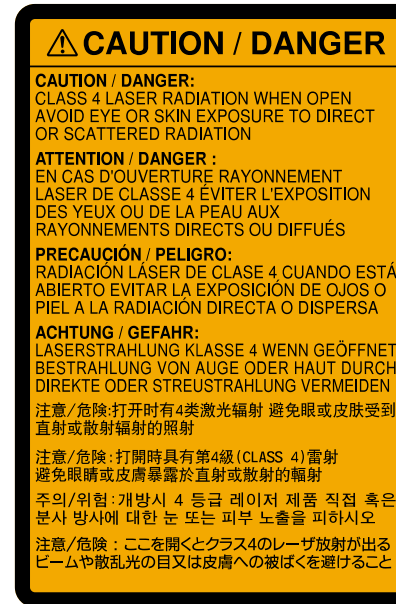 ⚠ CAUTION / DANGER
CAUTION / DANGER:
CLASS 4 LASER RADIATION WHEN OPEN
AVOID EYE OR SKIN EXPOSURE TO DIRECT
OR SCATTERED RADIATION
ATTENTION / DANGER :
EN CAS D'OUVERTURE RAYONNEMENT
LASER DE CLASSE 4 ÉVITER L'EXPOSITION
DES YEUX OU DE LA PEAU AUX
RAYONNEMENTS DIRECTS OU DIFFUÉS
PRECAUCIÓN / PELIGRO:
RADIACIÓN LÁSER DE CLASE 4 CUANDO ESTÁ
ABIERTO EVITAR LA EXPOSICIÓN DE OJOS O
PIEL A LA RADIACIÓN DIRECTA O DISPERSA
ACHTUNG / GEFAHR:
LASERSTRAHLUNG KLASSE 4 WENN GEÖFFNET
BESTRAHLUNG VON AUGE ODER HAUT DURCH
DIREKTE ODER STREUSTRAHLUNG VERMEIDEN
注意/危険:打开时有4类激光辐射 避免眼或皮肤受到
直射或散射辐射的照射
注意/危険:打開時具有第4級(CLASS 4)雷射
避免眼睛或皮膚暴露於直射或散射的輻射
주의/위험:개방시 4 등급 레이저 제품 직접 혹은
분사 방사에 대한 눈 또는 피부 노출을 피하시오
注意/危険：ここを開くとクラス4のレーザ放射が出る
ビームや散乱光の目又は皮膚への被ばくを避けること